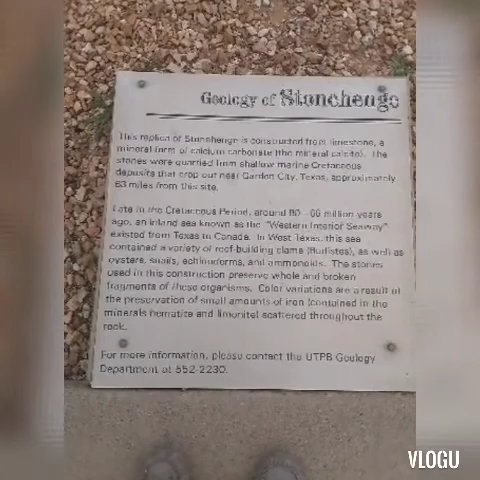 Geology of Stonehenge
This replica of Stonehenge is constructed from limestone, a
mineral form of calcium carbonate (the mineral calcite). The
stones were quarried from shallow marine Cretaceous
deposits that crop out near Garden City, Texas, approximately
63 miles from this site.
Late in the Cretaceous Period, around 80 - 66 million years
ago, an inland sea known as the "Western Interior Seaway"
existed from Texas to Canada. In West Texas, this sea
contained a variety of reef-building clams (Rudistes), as well as
oysters, snails, echinoforms, and ammonoids. The stones
used in this construction preserve whole and broken
fragments of these organisms. Color variations are a result of
the preservation of small amounts of iron (contained in the
minerals hematite and limonite) scattered throughout the
rock.
For more information, please contact the UTPB Geology
Department at 552-2230.
VLOGU